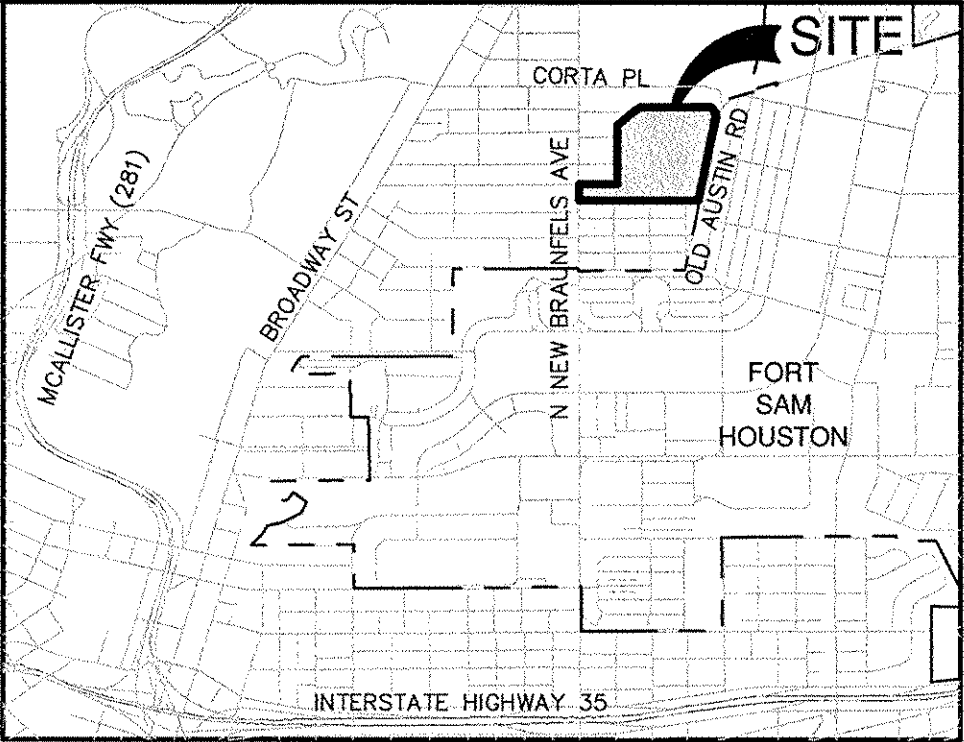 SITE
CORTA PL
OLD AUSTIN RD
N NEW BRAUNFELS AVE
MCALLISTER FWY (281)
BROADWAY ST
FORT
SAM
HOUSTON
INTERSTATE HIGHWAY 35